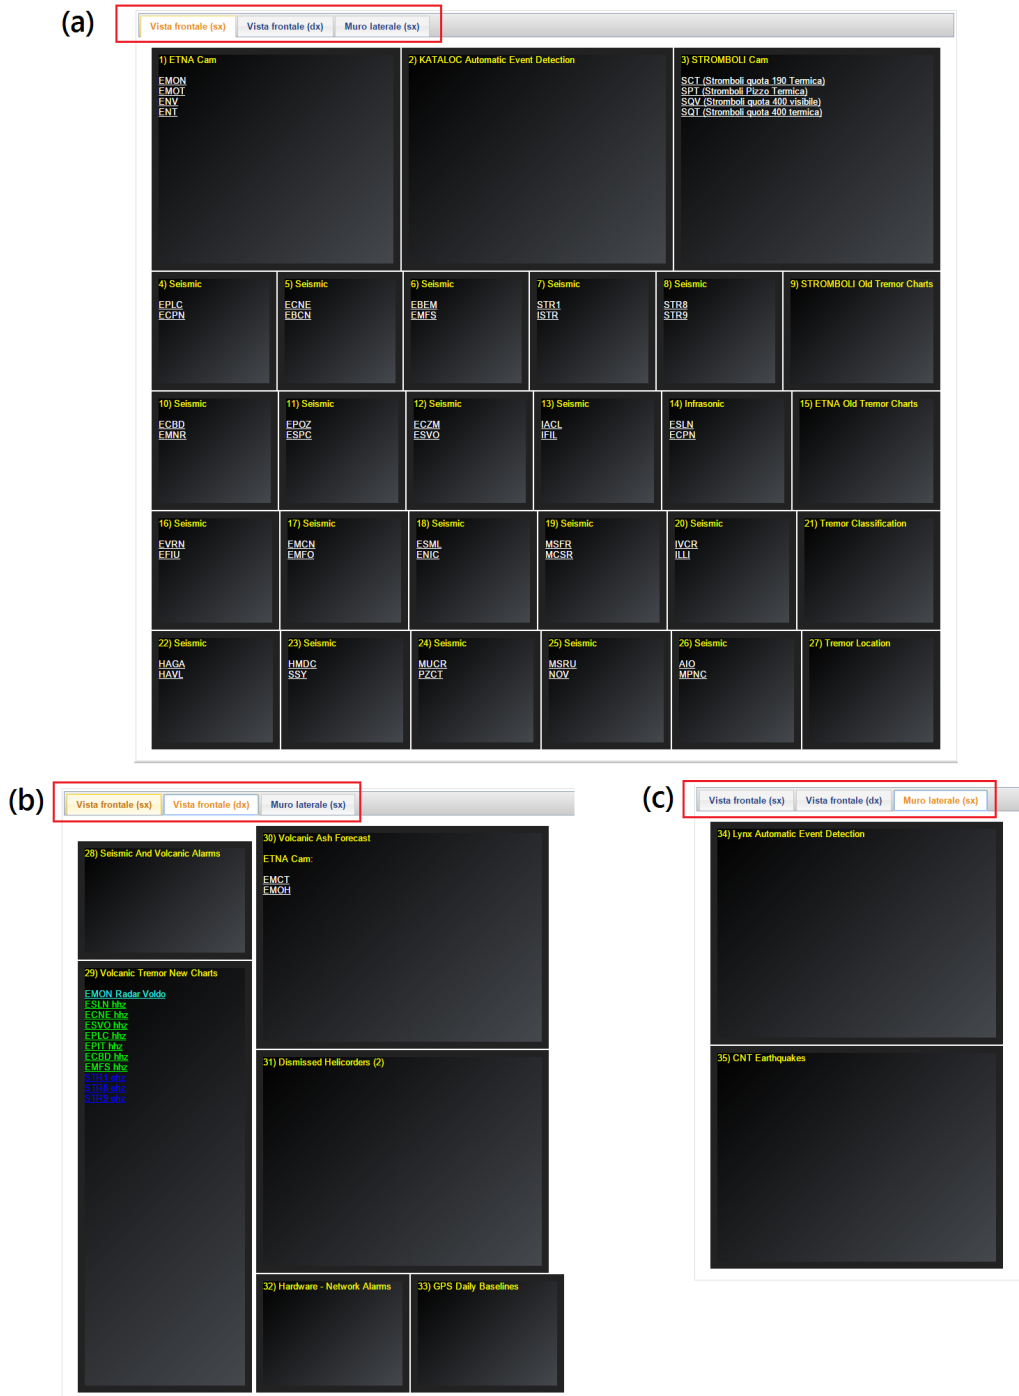 (a)
Vista frontale (sx) Vista frontale (dx) Muro laterale (sx)
1) ETNA Cam
EMON
EMOT
ENV
ENT
2) KATALOC Automatic Event Detection
3) STROMBOLI Cam
SCT (Stromboli quota 190 Termica)
SPT (Stromboli Pizzo Termica)
SQV (Stromboli quota 400 visibile)
SQT (Stromboli quota 400 termica)
4) Seismic
EPLC
ECPN
5) Seismic
ECNE
EBCN
6) Seismic
EBEM
EMFS
7) Seismic
STR1
ISTR
8) Seismic
STR8
STR9
9) STROMBOLI Old Tremor Charts
10) Seismic
ECBD
EMNR
11) Seismic
EPOZ
ESPC
12) Seismic
ECZM
ESVO
13) Seismic
IACL
IFIL
14) Infrasonic
ESLN
ECPN
15) ETNA Old Tremor Charts
16) Seismic
EVRN
EFIU
17) Seismic
EMCN
EMFO
18) Seismic
ESML
ENIC
19) Seismic
MSFR
MCSR
20) Seismic
IVCR
ILLI
21) Tremor Classification
22) Seismic
HAGA
HAVL
23) Seismic
HMDC
SSY
24) Seismic
MUCR
PZCT
25) Seismic
MSRU
NOV
26) Seismic
AIO
MPNC
27) Tremor Location
(b)
Vista frontale (sx) Vista frontale (dx) Muro laterale (sx)
28) Seismic And Volcanic Alarms
29) Volcanic Tremor New Charts
EMON Radar Voldo
ESLN hhz
ECNE hhz
ESVO hhz
EPLC hhz
EPIT hhz
ECBD hhz
EMFS hhz
30) Volcanic Ash Forecast
ETNA Cam:
EMCT
EMOH
31) Dismissed Helicorders (2)
32) Hardware - Network Alarms
33) GPS Daily Baselines
(c)
Vista frontale (sx) Vista frontale (dx) Muro laterale (sx)
34) Lynx Automatic Event Detection
35) CNT Earthquakes